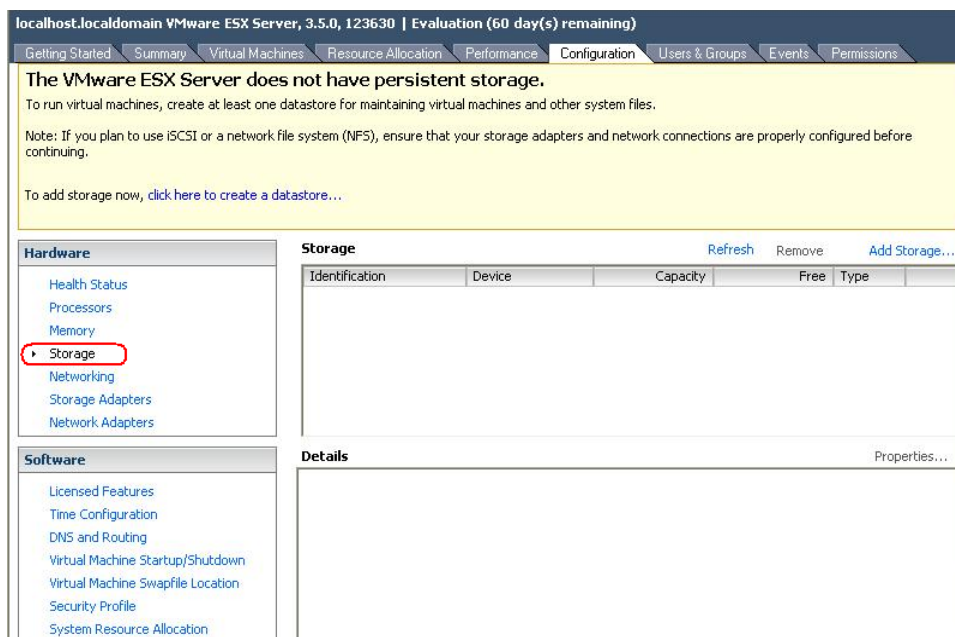 localhost.localdomain VMware ESX Server, 3.5.0, 123630 | Evaluation (60 day(s) remaining)
Getting Started Summary Virtual Machines Resource Allocation Performance Configuration Users & Groups Events Permissions
The VMware ESX Server does not have persistent storage.
To run virtual machines, create at least one datastore for maintaining virtual machines and other system files.
Note: If you plan to use iSCSI or a network file system (NFS), ensure that your storage adapters and network connections are properly configured before
continuing.
To add storage now, click here to create a datastore...
Hardware
Health Status
Processors
Memory
Storage
Networking
Storage Adapters
Network Adapters
Software
Licensed Features
Time Configuration
DNS and Routing
Virtual Machine Startup/Shutdown
Virtual Machine Swapfile Location
Security Profile
System Resource Allocation
Storage Refresh Remove Add Storage...
Identification Device Capacity Free Type
Details Properties...